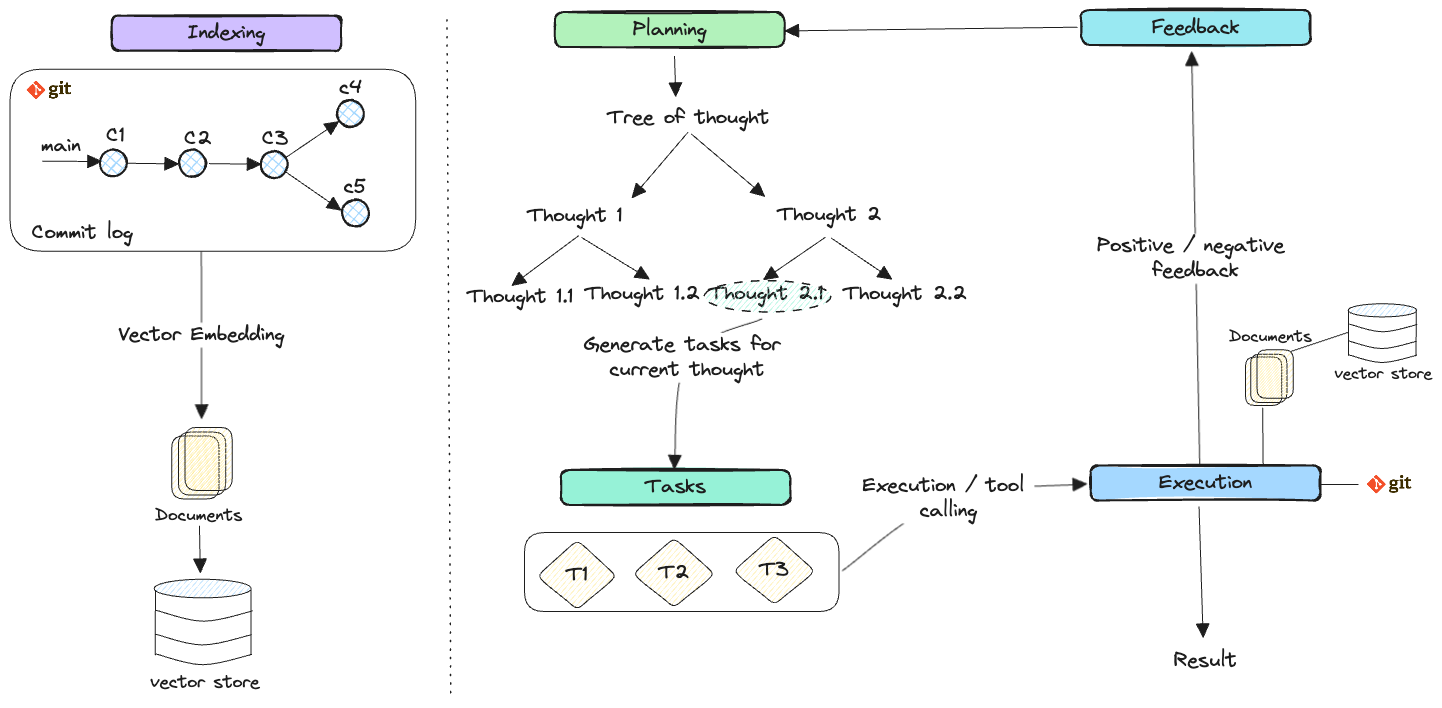 Indexing
git
main
C1
C2
C3
c4
c5
Commit log
Vector Embedding
Documents
vector store
Planning
Feedback
Tree of thought
Thought 1
Thought 2
Thought 1.1
Thought 1.2
Thought 2.1
Thought 2.2
Generate tasks for
current thought
Tasks
T1
T2
T3
Execution / tool
calling
Positive / negative
feedback
Documents
vector store
Execution
git
Result